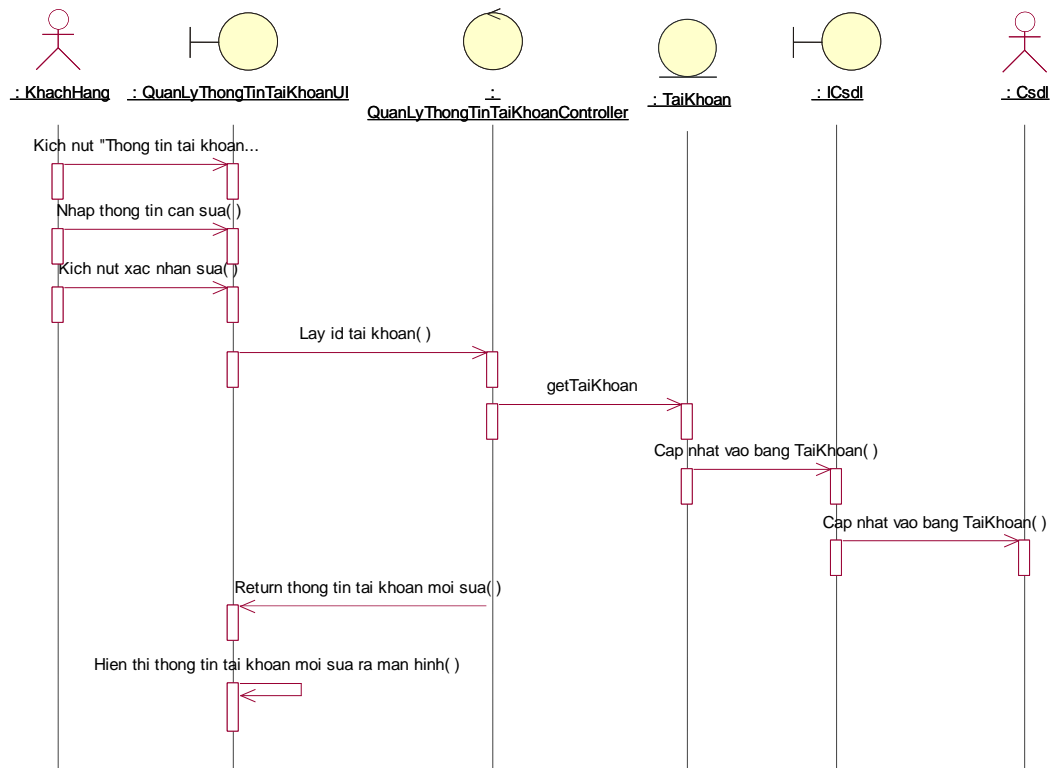 : KhachHang
: QuanLyThongTinTaiKhoanUI
:
QuanLyThongTinTaiKhoanController
: TaiKhoan
: ICsdl
: Csdl
Kich nut "Thong tin tai khoan...
Nhap thong tin can sua( )
Kich nut xac nhan sua( )
Lay id tai khoan( )
getTaiKhoan
Cap nhat vao bang TaiKhoan( )
Cap nhat vao bang TaiKhoan( )
Return thong tin tai khoan moi sua( )
Hien thi thong tin tai khoan moi sua ra man hinh( )